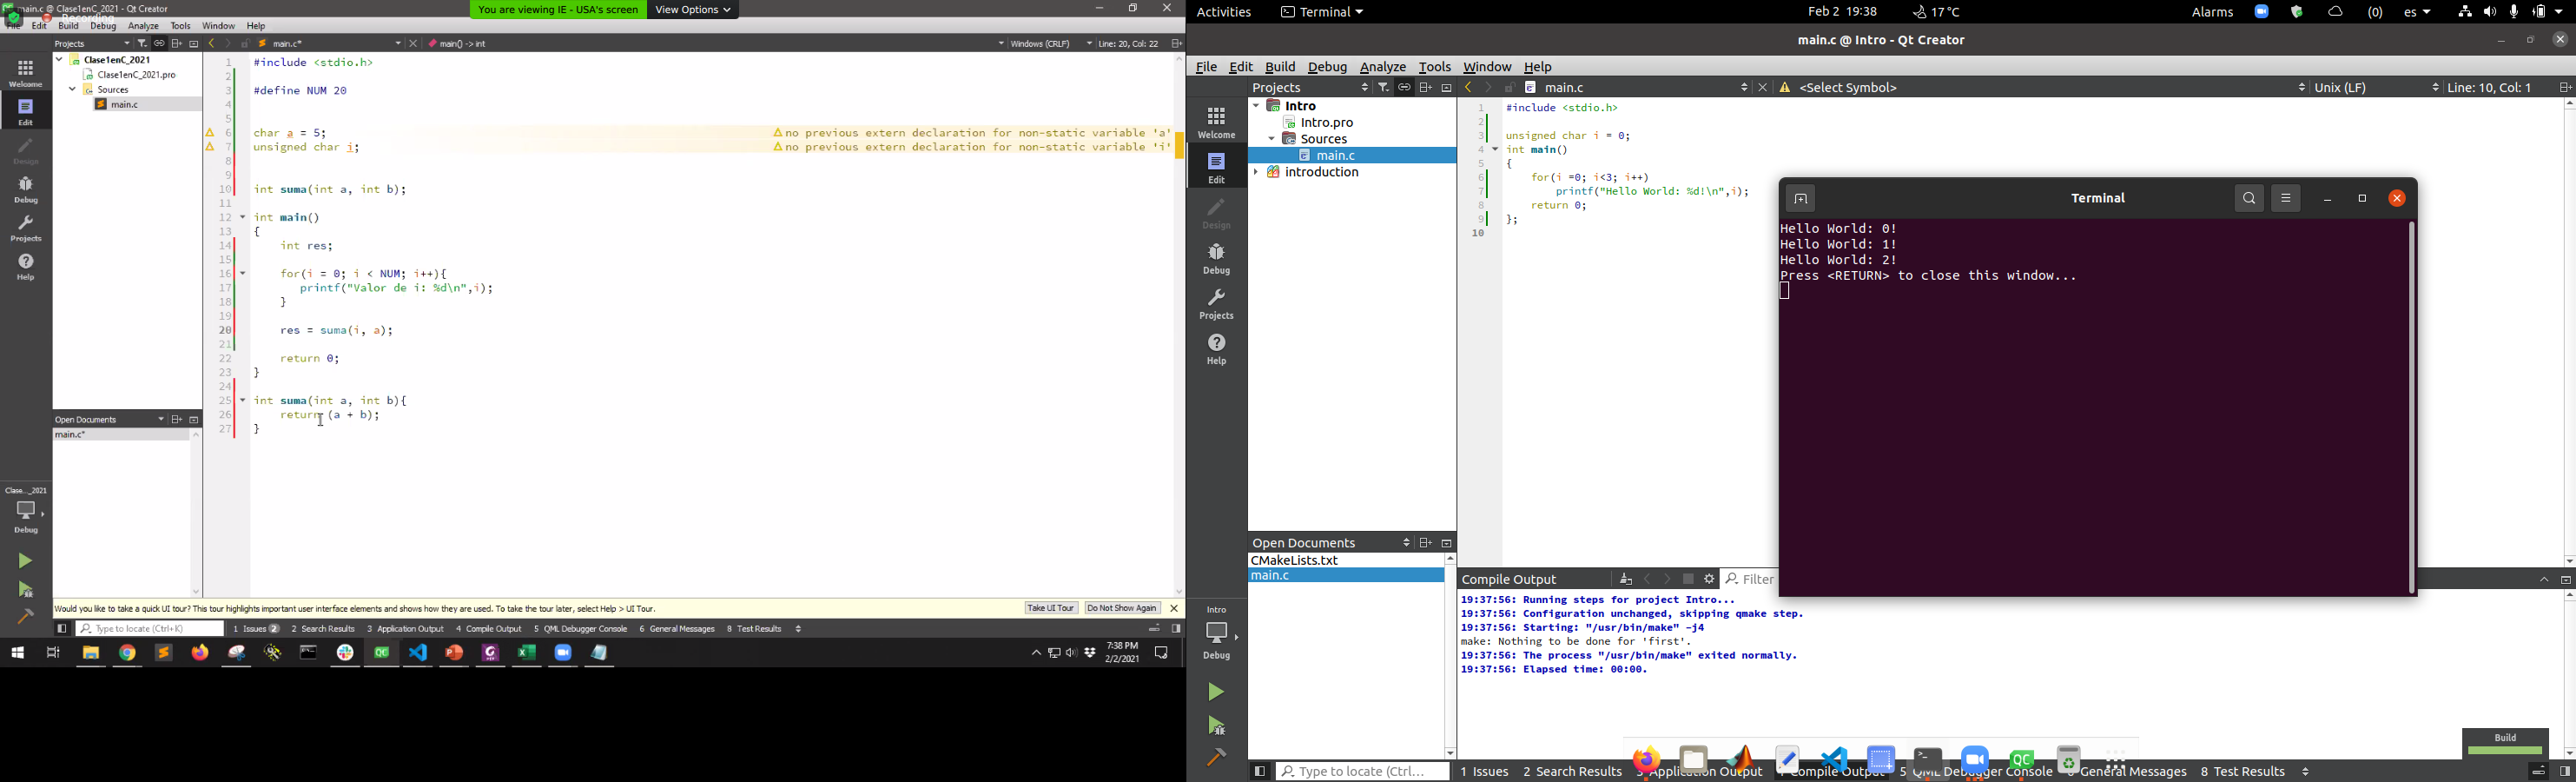 main.c @ Clase1enC_2021 - Qt Creator
Recording
You are viewing IE - USA's screen
View Options
File Edit Build Debug Analyze Tools Window Help
Projects
main.c*
main() -> int
Windows (CRLF)
Line: 20, Col: 22
Welcome
Edit
Design
Debug
Projects
Help
Clase1enC_2021
Clase1enC_2021.pro
Sources
main.c
1 #include <stdio.h>
2
3 #define NUM 20
4
5
6 char a = 5;
no previous extern declaration for non-static variable 'a'
7 unsigned char i;
no previous extern declaration for non-static variable 'i'
8
9
10 int suma(int a, int b);
11
12 int main()
13 {
14 int res;
15
16 for(i = 0; i < NUM; i++){
17 printf("Valor de i: %d\n",i);
18 }
19
20 res = suma(i, a);
21
22 return 0;
23 }
24
25 int suma(int a, int b){
26 return (a + b);
27 }
Open Documents
main.c*
Clase..._2021
Debug
Would you like to take a quick UI tour? This tour highlights important user interface elements and shows how they are used. To take the tour later, select Help > UI Tour.
Take UI Tour
Do Not Show Again
Type to locate (Ctrl+K)
1 Issues 2
2 Search Results
3 Application Output
4 Compile Output
5 QML Debugger Console
6 General Messages
8 Test Results
7:38 PM
2/2/2021
Activities
Terminal
Feb 2 19:38
17 °C
Alarms
(0)
es
main.c @ Intro - Qt Creator
File Edit Build Debug Analyze Tools Window Help
Projects
main.c
<Select Symbol>
Unix (LF)
Line: 10, Col: 1
Welcome
Edit
Design
Debug
Projects
Help
Intro
Intro.pro
Sources
main.c
introduction
1 #include <stdio.h>
2
3 unsigned char i = 0;
4 int main()
5 {
6 for(i =0; i<3; i++)
7 printf("Hello World: %d!\n",i);
8 return 0;
9 };
10
Terminal
Hello World: 0!
Hello World: 1!
Hello World: 2!
Press <RETURN> to close this window...
Open Documents
CMakeLists.txt
main.c
Compile Output
Filter
19:37:56: Running steps for project Intro...
19:37:56: Configuration unchanged, skipping qmake step.
19:37:56: Starting: "/usr/bin/make" -j4
make: Nothing to be done for 'first'.
19:37:56: The process "/usr/bin/make" exited normally.
19:37:56: Elapsed time: 00:00.
Intro
Debug
Build
Type to locate (Ctrl...
1 Issues
2 Search Results
3 Application Output
4 Compile Output
5 QML Debugger Console
General Messages
8 Test Results